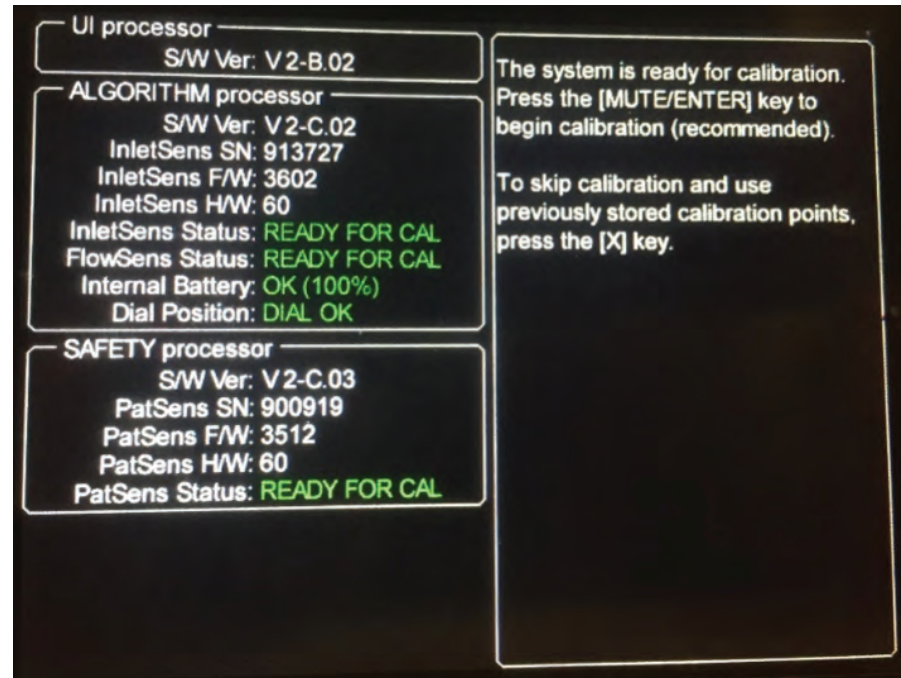 UI processor
S/W Ver: V 2-B.02
ALGORITHM processor
S/W Ver: V 2-C.02
InletSens SN: 913727
InletSens F/W: 3602
InletSens H/W: 60
InletSens Status: READY FOR CAL
FlowSens Status: READY FOR CAL
Internal Battery: OK (100%)
Dial Position: DIAL OK
SAFETY processor
S/W Ver: V 2-C.03
PatSens SN: 900919
PatSens F/W: 3512
PatSens H/W: 60
PatSens Status: READY FOR CAL
The system is ready for calibration.
Press the [MUTE/ENTER] key to
begin calibration (recommended).
To skip calibration and use
previously stored calibration points,
press the [X] key.